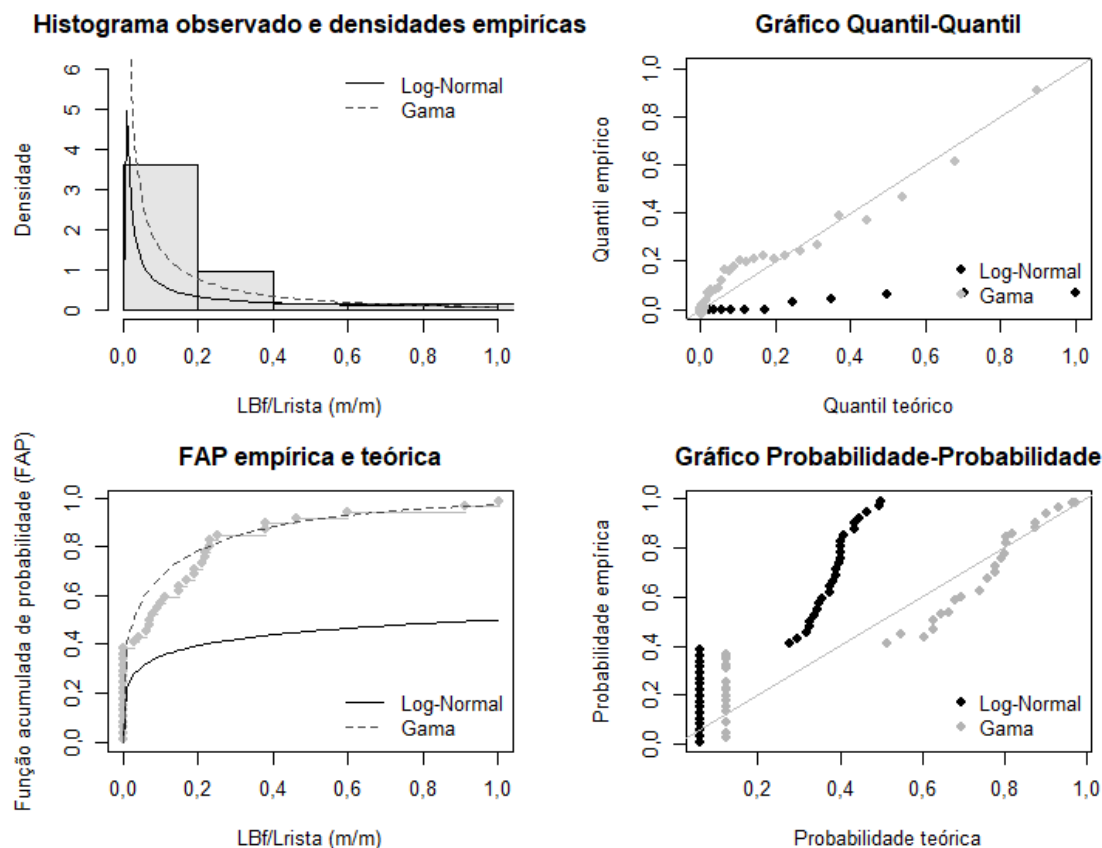 Histograma observado e densidades empirícas
Densidade
0
1
2
3
4
5
6
Log-Normal
Gama
0,0
0,2
0,4
0,6
0,8
1,0
LBf/Lrista (m/m)
Gráfico Quantil-Quantil
Quantil empírico
0,0
0,2
0,4
0,6
0,8
1,0
Log-Normal
Gama
0,0
0,2
0,4
0,6
0,8
1,0
Quantil teórico
FAP empírica e teórica
Função acumulada de probabilidade (FAP)
0,0
0,2
0,4
0,6
0,8
1,0
Log-Normal
Gama
0,0
0,2
0,4
0,6
0,8
1,0
LBf/Lrista (m/m)
Gráfico Probabilidade-Probabilidade
Probabilidade empírica
0,0
0,2
0,4
0,6
0,8
1,0
Log-Normal
Gama
0,2
0,4
0,6
0,8
1,0
Probabilidade teórica